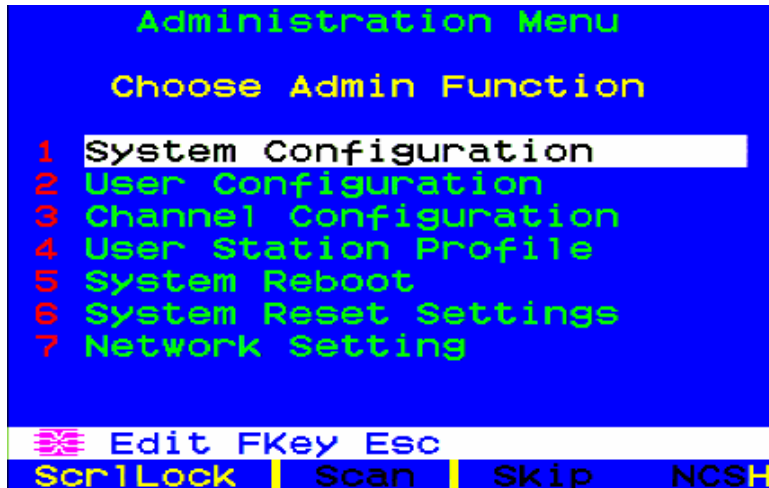 Administration Menu
Choose Admin Function
1 System Configuration
2 User Configuration
3 Channel Configuration
4 User Station Profile
5 System Reboot
6 System Reset Settings
7 Network Setting
Edit FKey Esc
ScrlLock Scan Skip NCSH